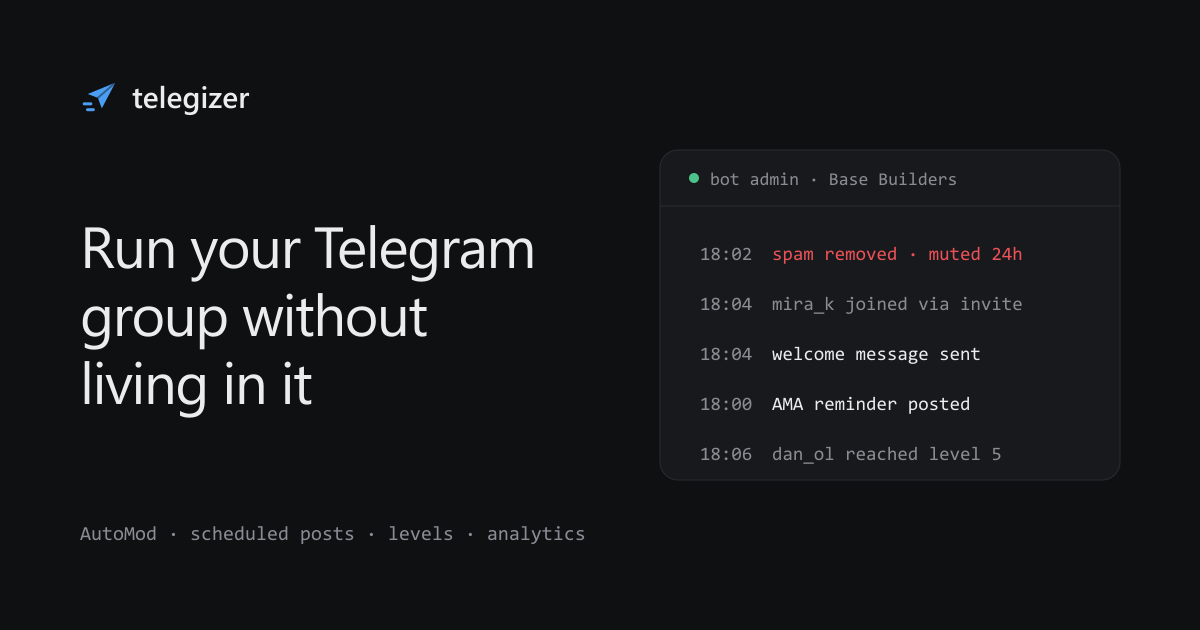 telegizer
Run your Telegram
group without
living in it
AutoMod · scheduled posts · levels · analytics
bot admin · Base Builders
18:02 spam removed · muted 24h
18:04 mira_k joined via invite
18:04 welcome message sent
18:00 AMA reminder posted
18:06 dan_ol reached level 5